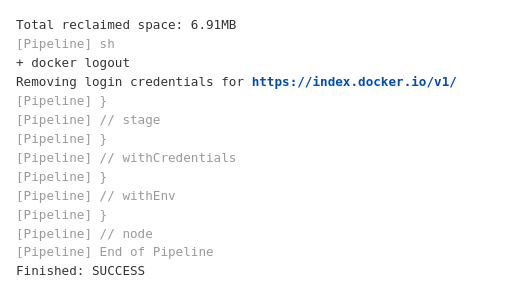 Total reclaimed space: 6.91MB
[Pipeline] sh
+ docker logout
Removing login credentials for https://index.docker.io/v1/
[Pipeline] }
[Pipeline] // stage
[Pipeline] }
[Pipeline] // withCredentials
[Pipeline] }
[Pipeline] // withEnv
[Pipeline] }
[Pipeline] // node
[Pipeline] End of Pipeline
Finished: SUCCESS